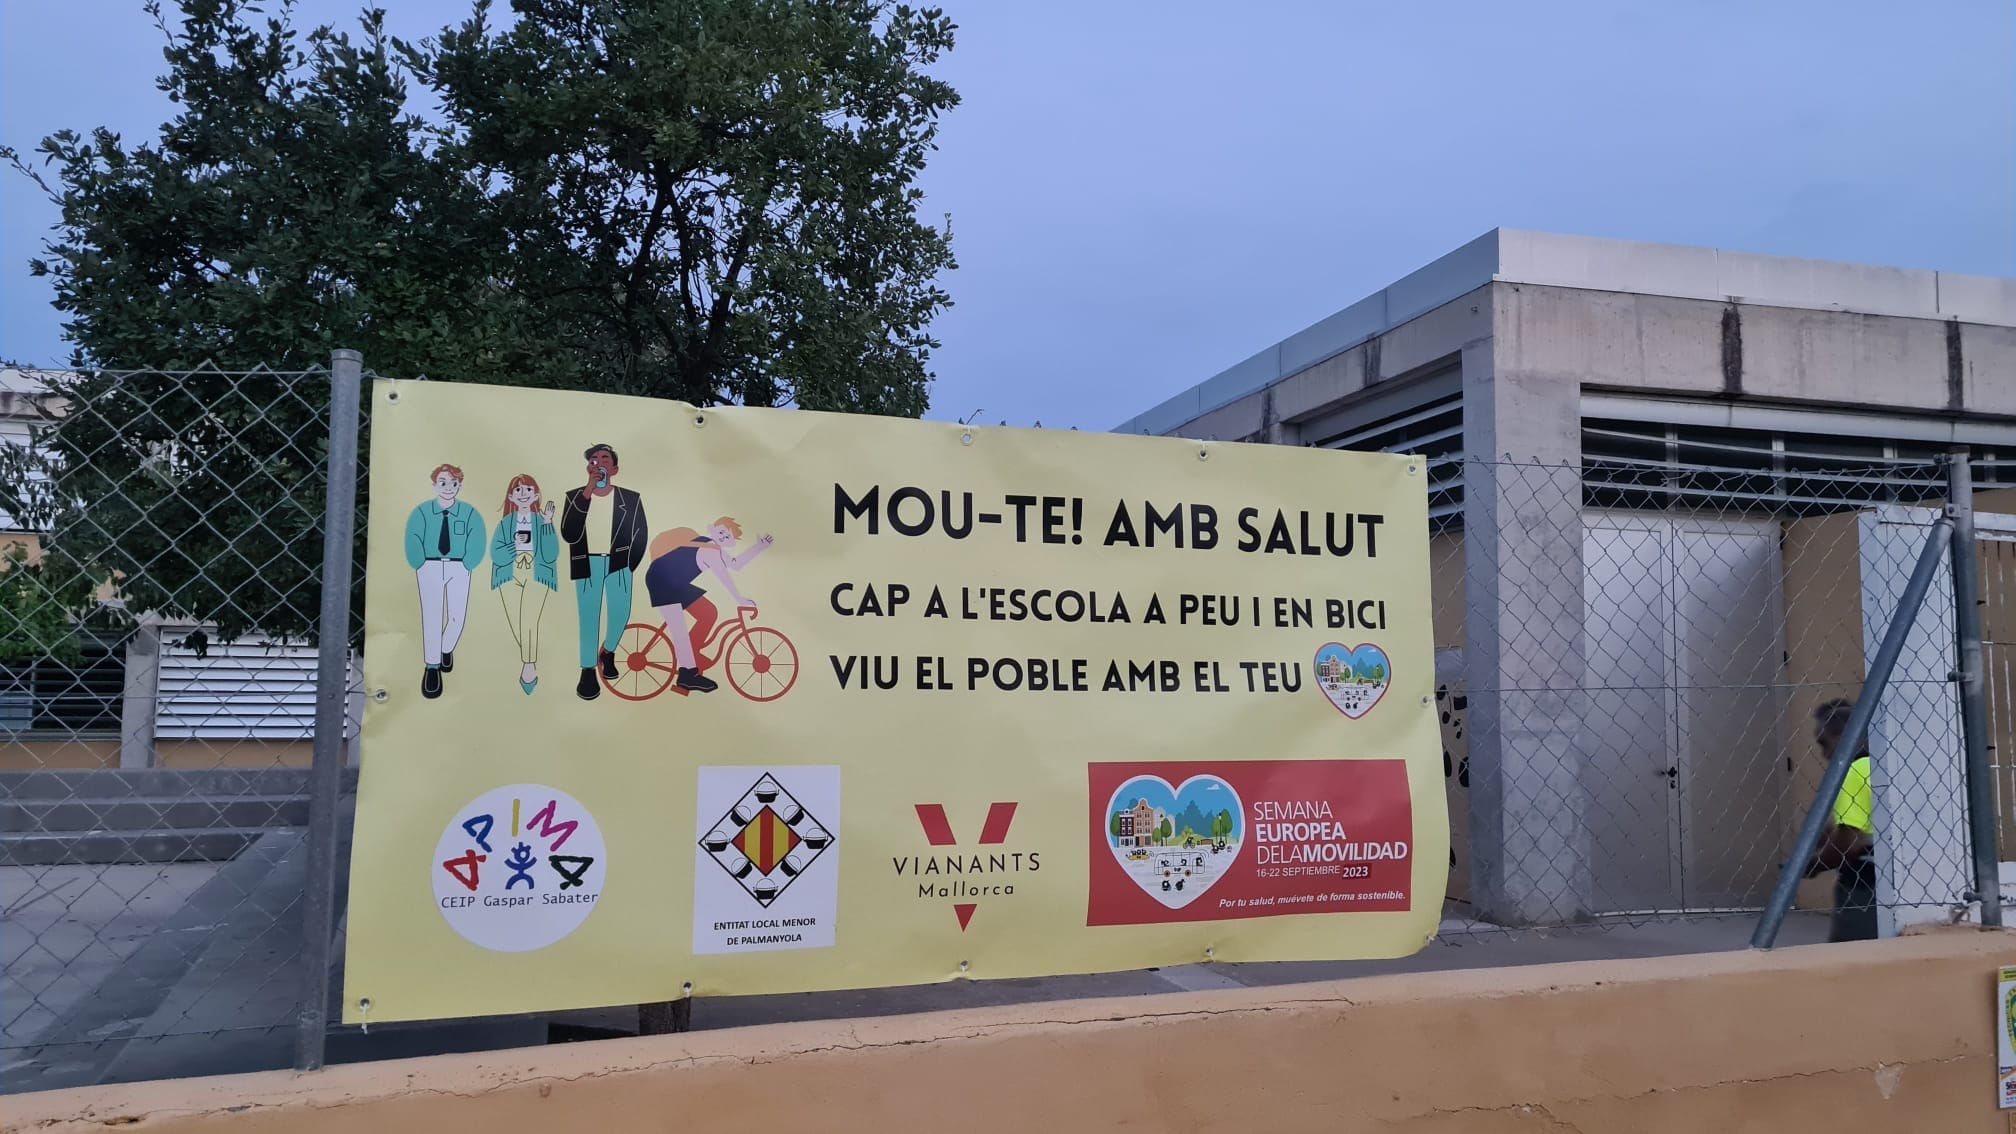 MOU-TE! AMB SALUT
CAP A L'ESCOLA A PEU I EN BICI
VIU EL POBLE AMB EL TEU
APIMA
CEIP Gaspar Sabater
ENTITAT LOCAL MENOR
DE PALMANYOLA
VIANANTS
Mallorca
SEMANA
EUROPEA
DELAMOVILIDAD
16-22 SEPTIEMBRE 2023
Por tu salud, muévete de forma sostenible.